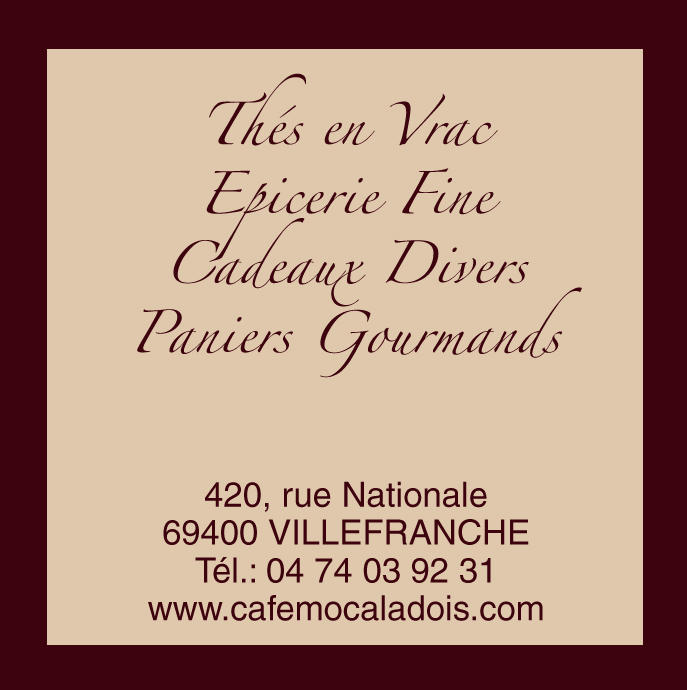 Thés en Vrac
Epicerie Fine
Cadeaux Divers
Paniers Gourmands
420, rue Nationale
69400 VILLEFRANCHE
Tél.: 04 74 03 92 31
www.cafemocaladois.com